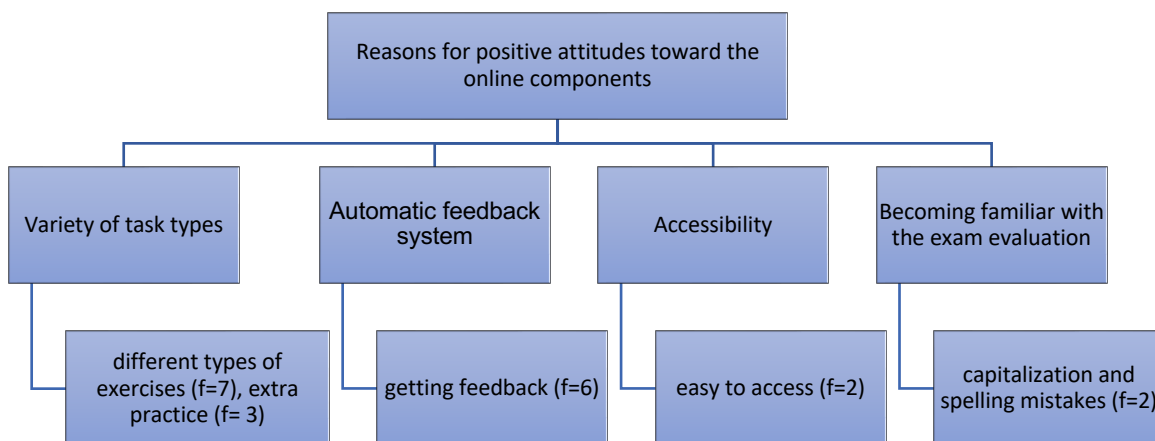 Reasons for positive attitudes toward the
online components
Variety of task types
Automatic feedback
system
Accessibility
Becoming familiar with
the exam evaluation
different types of
exercises (f=7), extra
practice (f= 3)
getting feedback (f=6)
easy to access (f=2)
capitalization and
spelling mistakes (f=2)